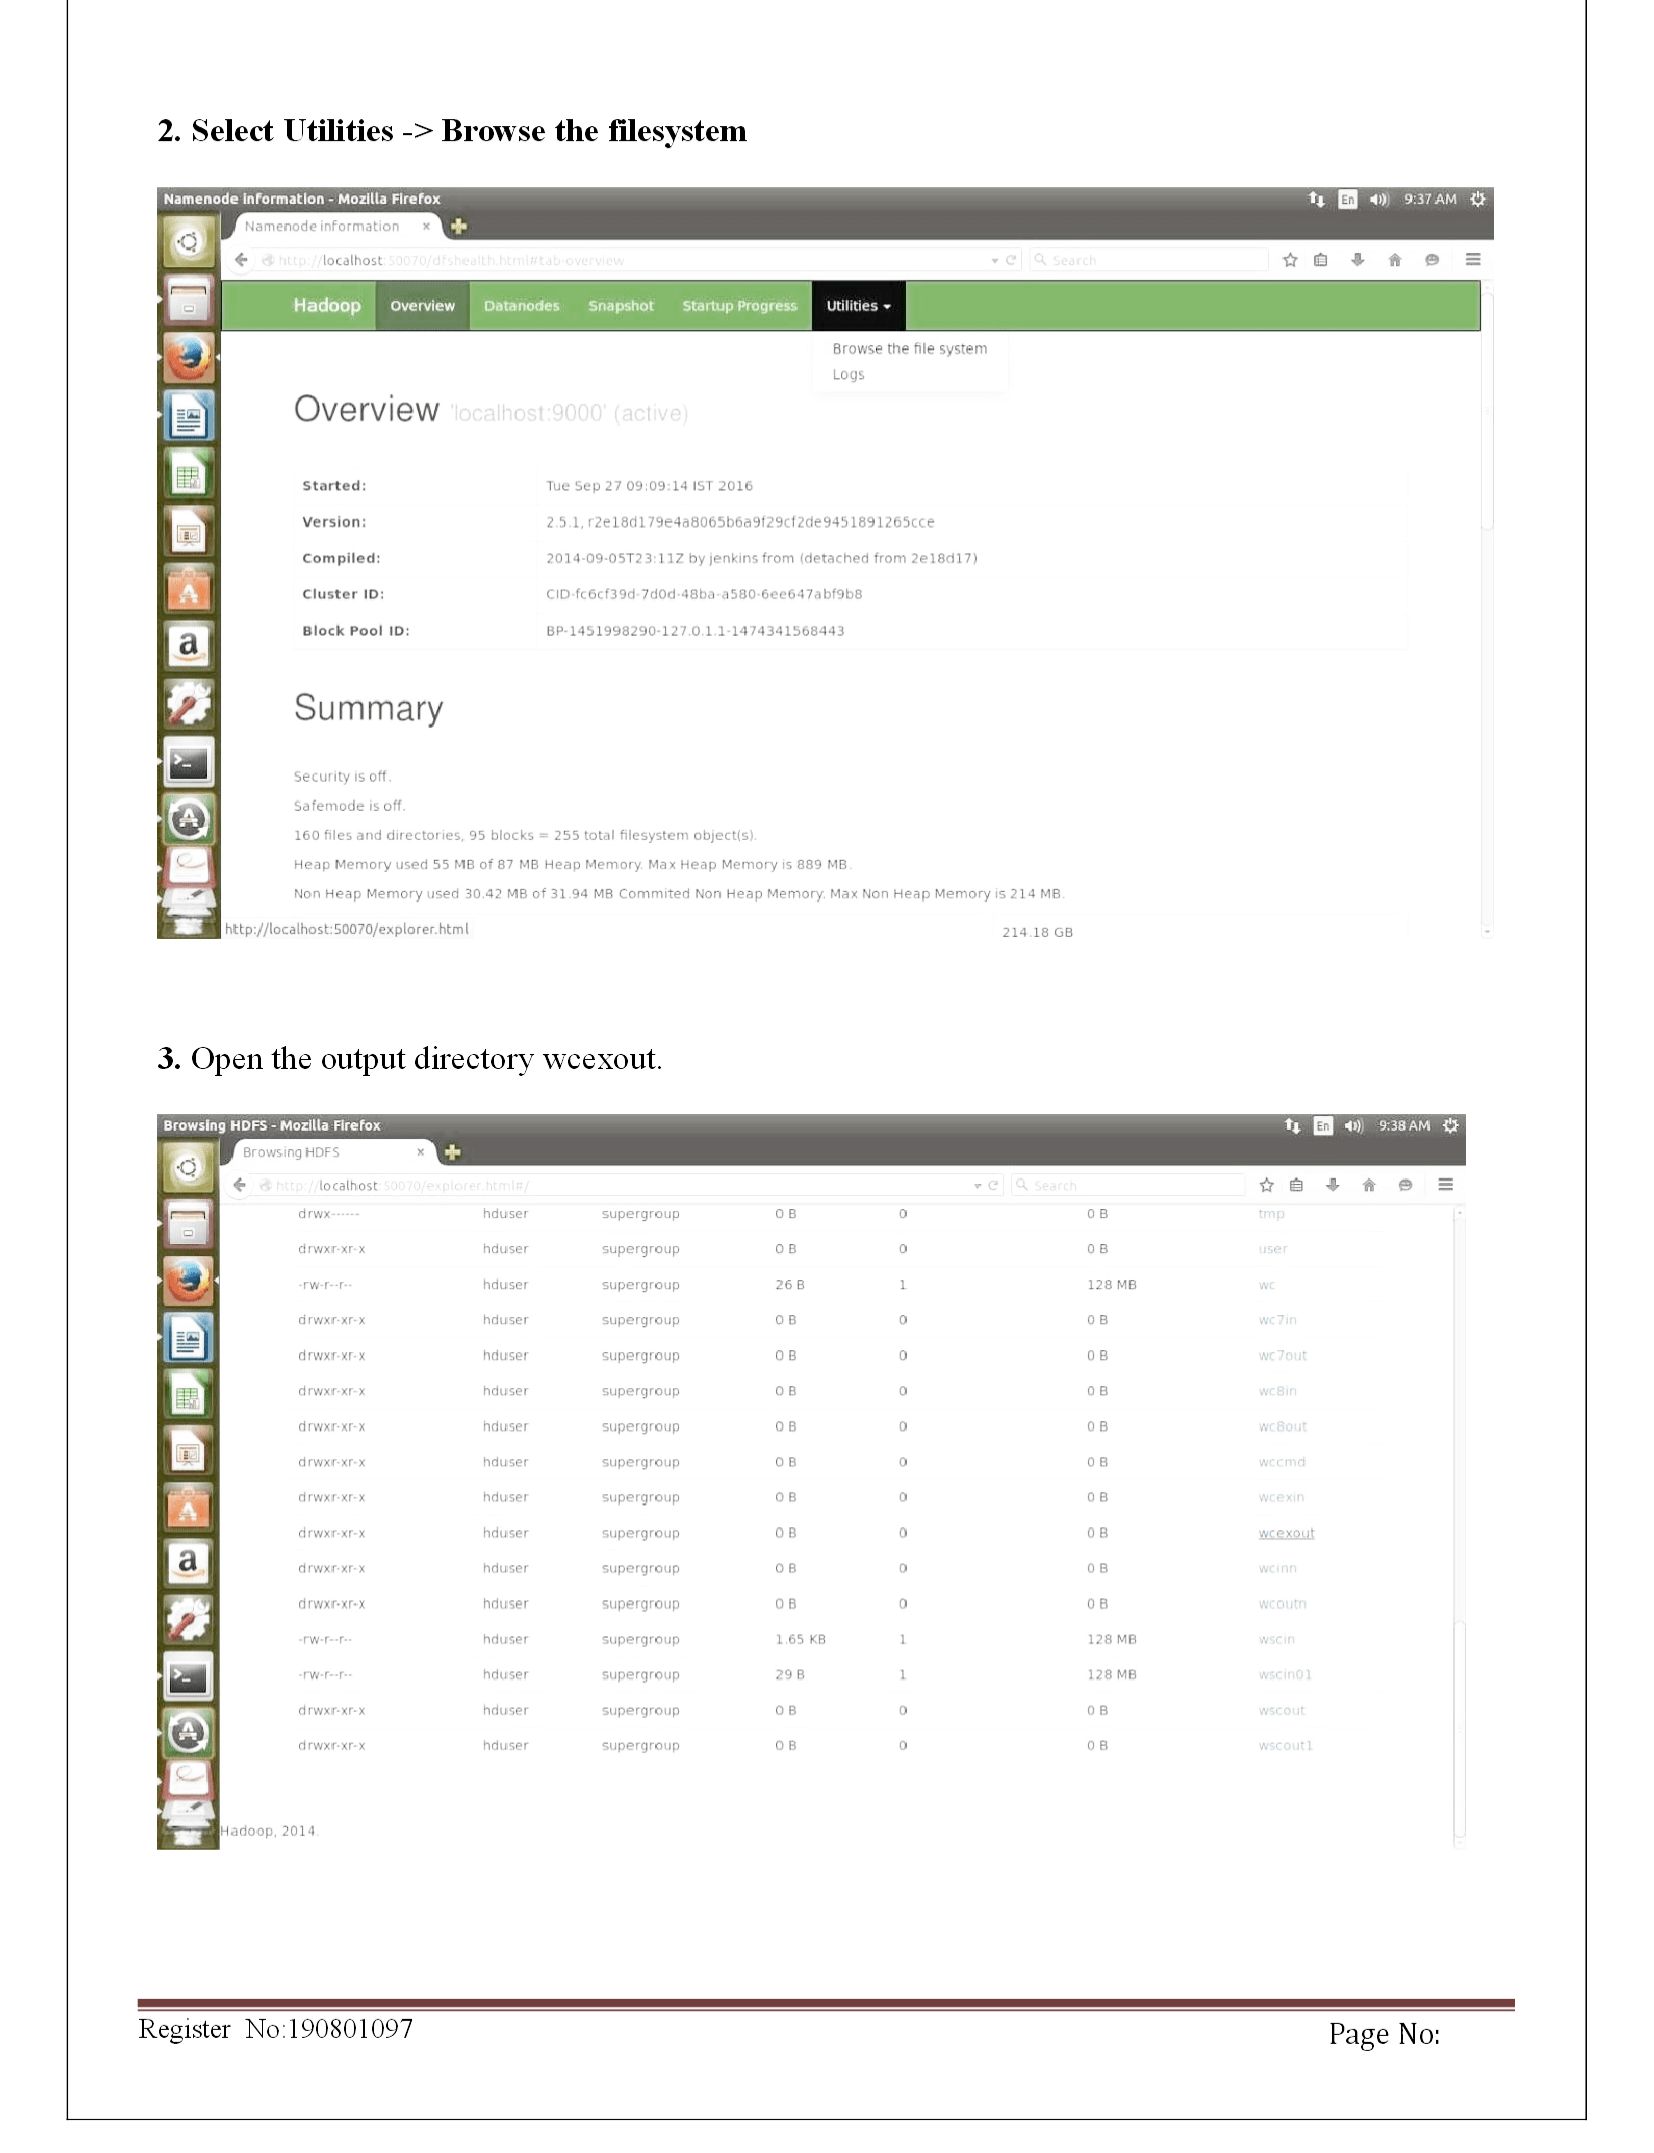 2. Select Utilities -> Browse the filesystem
Namenode information - Mozilla Firefox En 9:37 AM
Namenode information ×
http://localhost:50070/dfshealth.html#tab-overview Search
Hadoop Overview Datanodes Snapshot Startup Progress Utilities
Browse the file system
Logs
Overview 'localhost:9000' (active)
Started: Tue Sep 27 09:09:14 IST 2016
Version: 2.5.1, r2e18d179e4a8065b6a9f29cf2de9451891265cce
Compiled: 2014-09-05T23:11Z by jenkins from (detached from 2e18d17)
Cluster ID: CID-fc6cf39d-7d0d-48ba-a580-6ee647abf9b8
Block Pool ID: BP-1451998290-127.0.1.1-1474341568443
Summary
Security is off.
Safemode is off.
160 files and directories, 95 blocks = 255 total filesystem object(s).
Heap Memory used 55 MB of 87 MB Heap Memory. Max Heap Memory is 889 MB.
Non Heap Memory used 30.42 MB of 31.94 MB Commited Non Heap Memory. Max Non Heap Memory is 214 MB.
http://localhost:50070/explorer.html 214.18 GB
3. Open the output directory wcexout.
Browsing HDFS - Mozilla Firefox En 9:38 AM
Browsing HDFS ×
http://localhost:50070/explorer.html#/ Search
drwx------ hduser supergroup 0 B 0 0 B tmp
drwxr-xr-x hduser supergroup 0 B 0 0 B user
-rw-r--r-- hduser supergroup 26 B 1 128 MB wc
drwxr-xr-x hduser supergroup 0 B 0 0 B wc7in
drwxr-xr-x hduser supergroup 0 B 0 0 B wc7out
drwxr-xr-x hduser supergroup 0 B 0 0 B wc8in
drwxr-xr-x hduser supergroup 0 B 0 0 B wc8out
drwxr-xr-x hduser supergroup 0 B 0 0 B wccmd
drwxr-xr-x hduser supergroup 0 B 0 0 B wcexin
drwxr-xr-x hduser supergroup 0 B 0 0 B wcexout
drwxr-xr-x hduser supergroup 0 B 0 0 B wcinn
drwxr-xr-x hduser supergroup 0 B 0 0 B wcoutn
-rw-r--r-- hduser supergroup 1.65 KB 1 128 MB wscin
-rw-r--r-- hduser supergroup 29 B 1 128 MB wscin01
drwxr-xr-x hduser supergroup 0 B 0 0 B wscout
drwxr-xr-x hduser supergroup 0 B 0 0 B wscout1
Hadoop, 2014.
Register No:190801097 Page No: